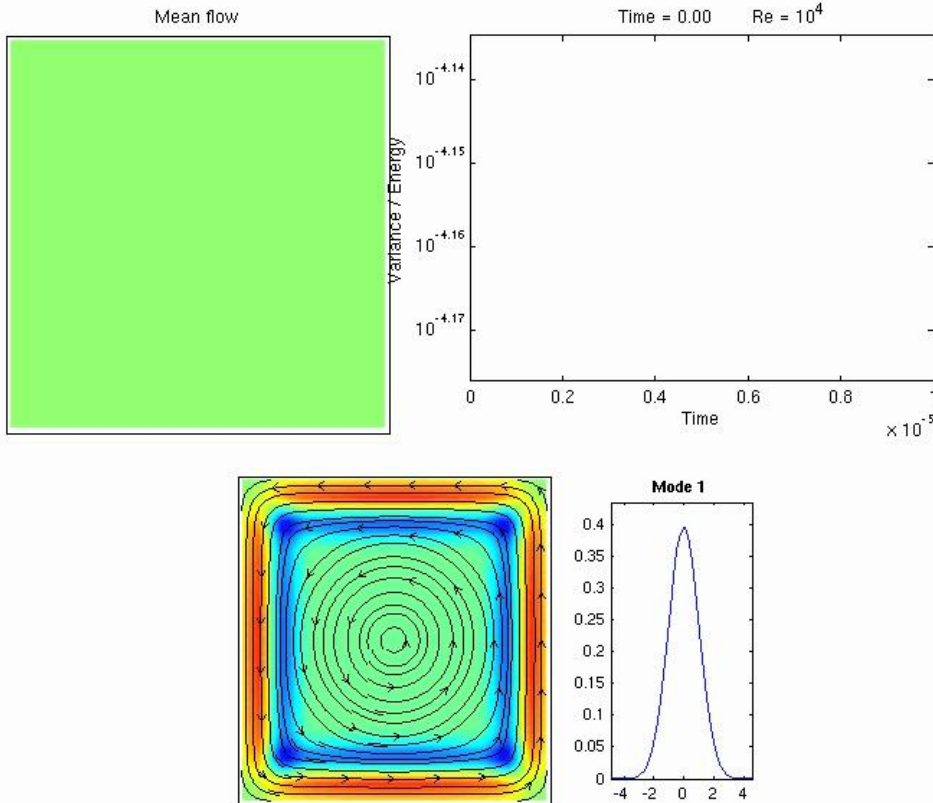 Mean flow
Time = 0.00 Re = 10^4
Variance / Energy
10^-4.14
10^-4.15
10^-4.16
10^-4.17
0 0.2 0.4 0.6 0.8
Time
× 10^-5
Mode 1
0.4
0.35
0.3
0.25
0.2
0.15
0.1
0.05
0
-4 -2 0 2 4